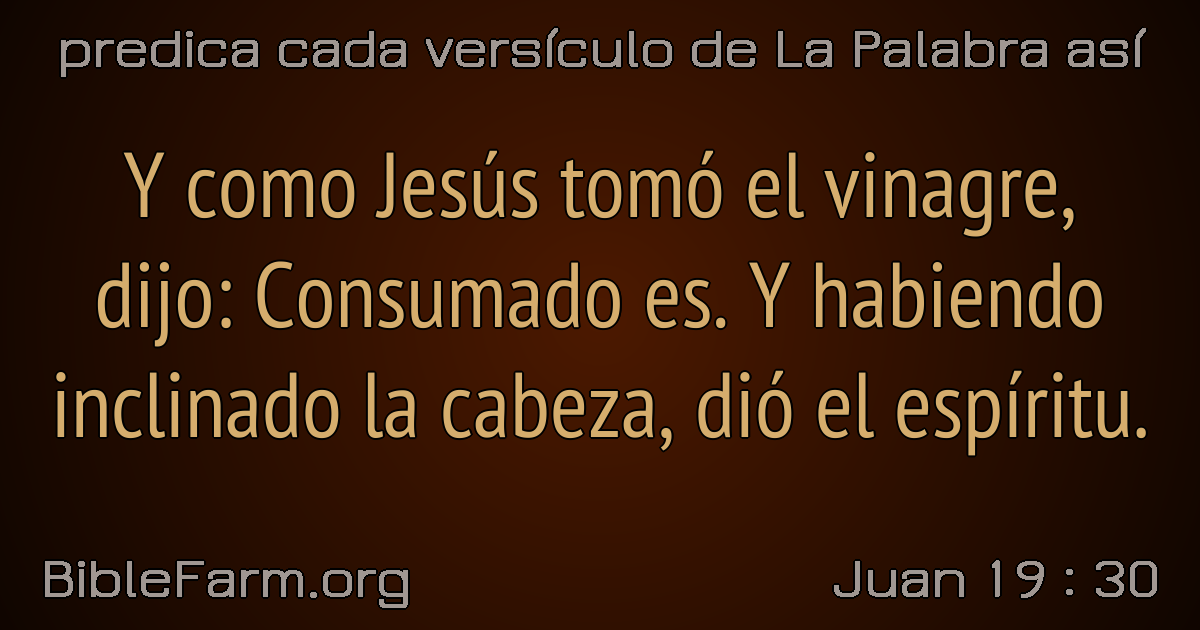 predica cada versículo de La Palabra así
Y como Jesús tomó el vinagre,
dijo: Consumado es. Y habiendo
inclinado la cabeza, dió el espíritu.
BibleFarm.org
Juan 19 : 30